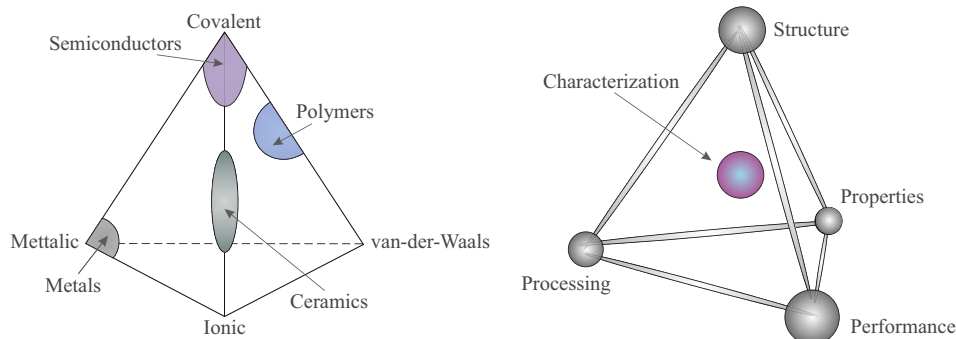 Covalent
Semiconductors
Polymers
Mettalic
van-der-Waals
Metals
Ceramics
Ionic
Structure
Characterization
Properties
Processing
Performance